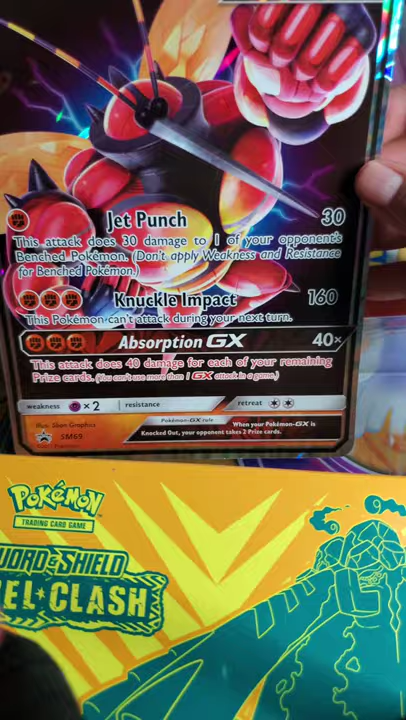 Jet Punch 30
This attack does 30 damage to 1 of your opponent's
Benched Pokémon. (Don't apply Weakness and Resistance
for Benched Pokémon.)
Knuckle Impact 160
This Pokémon can't attack during your next turn.
Absorption GX 40×
This attack does 40 damage for each of your remaining
Prize cards. (You can't use more than 1 GX attack in a game.)
weakness ×2 resistance retreat
Illus. 5ban Graphics
SM69
Pokémon-GX rule
When your Pokémon-GX is
Knocked Out, your opponent takes 2 Prize cards.
Pokémon
TRADING CARD GAME
WORD & SHIELD
EL CLASH